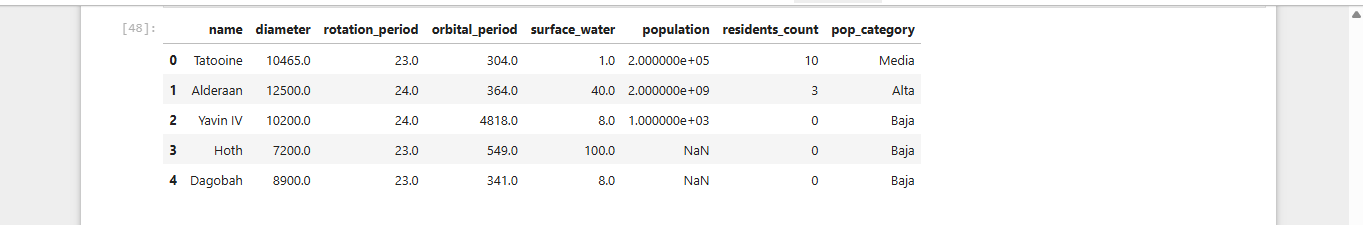 [48]:
name diameter rotation_period orbital_period surface_water population residents_count pop_category
0 Tatooine 10465.0 23.0 304.0 1.0 2.000000e+05 10 Media
1 Alderaan 12500.0 24.0 364.0 40.0 2.000000e+09 3 Alta
2 Yavin IV 10200.0 24.0 4818.0 8.0 1.000000e+03 0 Baja
3 Hoth 7200.0 23.0 549.0 100.0 NaN 0 Baja
4 Dagobah 8900.0 23.0 341.0 8.0 NaN 0 Baja